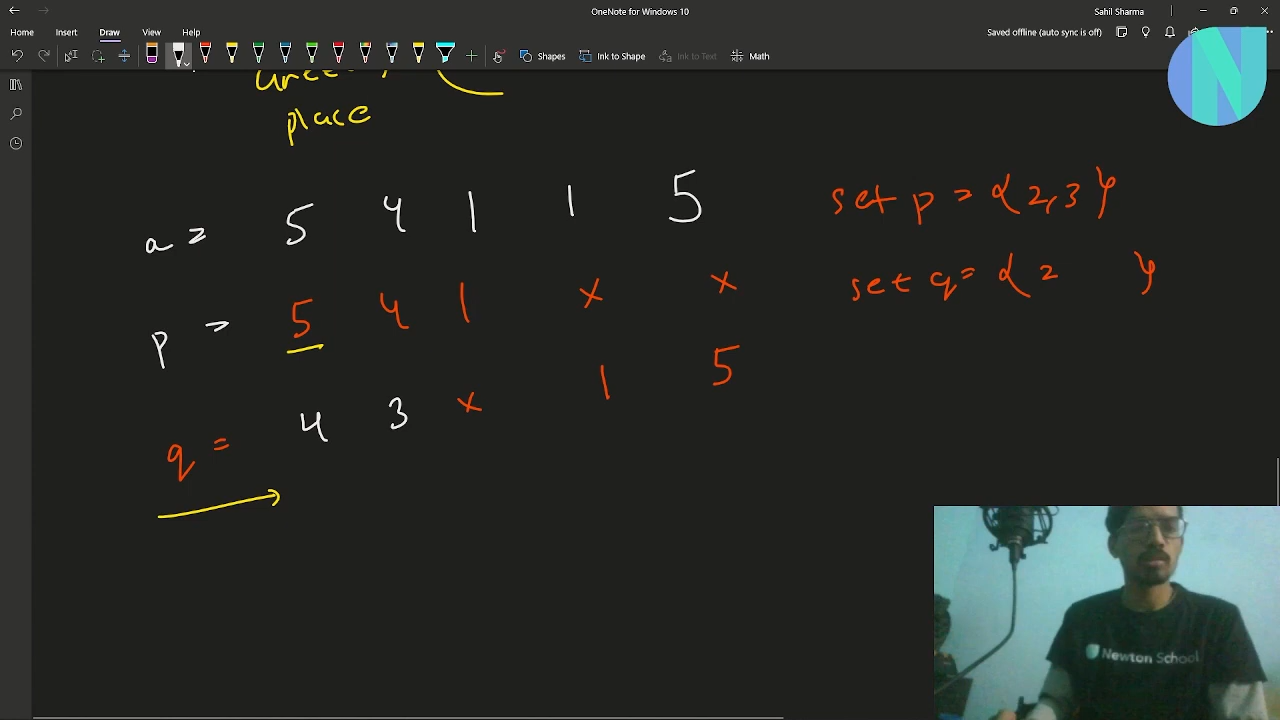 OneNote for Windows 10
Sahil Sharma
Home Insert Draw View Help
Saved offline (auto sync is off)
Shapes Ink to Shape Ink to Text Math
place
a = 5 4 1 1 5
set p = { 2, 3 }
p = 5 4 1 x x
set q = { 2 }
q = 4 3 x 1 5
N
Newton School